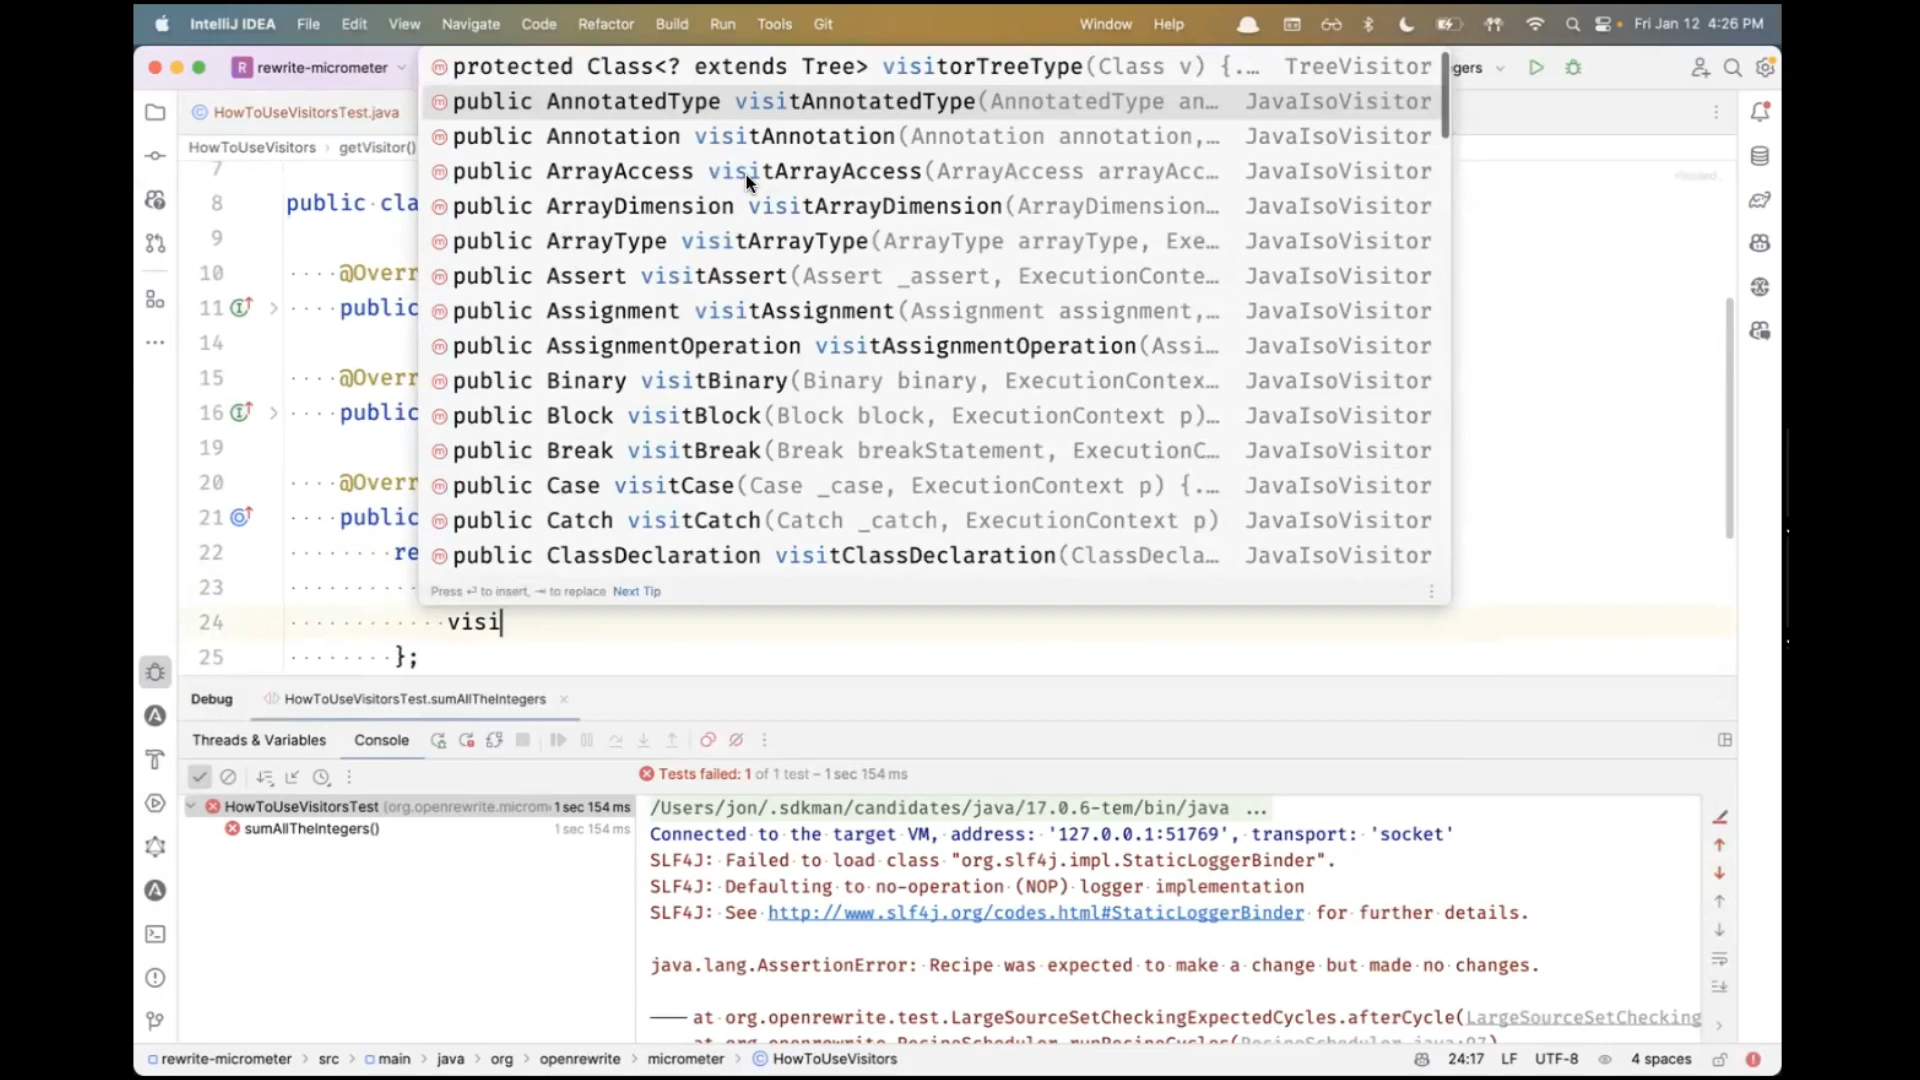 IntelliJ IDEA File Edit View Navigate Code Refactor Build Run Tools Git Window Help Fri Jan 12 4:26 PM
R rewrite-micrometer
gers
HowToUseVisitorsTest.java
HowToUseVisitors › getVisitor()
protected Class<? extends Tree> visitorTreeType(Class v) {.… TreeVisitor
public AnnotatedType visitAnnotatedType(AnnotatedType an… JavaIsoVisitor
public Annotation visitAnnotation(Annotation annotation,… JavaIsoVisitor
public ArrayAccess visitArrayAccess(ArrayAccess arrayAcc… JavaIsoVisitor
public ArrayDimension visitArrayDimension(ArrayDimension… JavaIsoVisitor
public ArrayType visitArrayType(ArrayType arrayType, Exe… JavaIsoVisitor
public Assert visitAssert(Assert _assert, ExecutionConte… JavaIsoVisitor
public Assignment visitAssignment(Assignment assignment,… JavaIsoVisitor
public AssignmentOperation visitAssignmentOperation(Assi… JavaIsoVisitor
public Binary visitBinary(Binary binary, ExecutionContex… JavaIsoVisitor
public Block visitBlock(Block block, ExecutionContext p)… JavaIsoVisitor
public Break visitBreak(Break breakStatement, ExecutionC… JavaIsoVisitor
public Case visitCase(Case _case, ExecutionContext p) {.… JavaIsoVisitor
public Catch visitCatch(Catch _catch, ExecutionContext p) JavaIsoVisitor
public ClassDeclaration visitClassDeclaration(ClassDecla… JavaIsoVisitor
Press ↵ to insert, ⇥ to replace Next Tip
7
8 public cla
9
10 @Overr
11 public
14
15 @Overr
16 public
19
20 @Overr
21 public
22 re
23
24 visi
25 };
Debug HowToUseVisitorsTest.sumAllTheIntegers
Threads & Variables Console
Tests failed: 1 of 1 test – 1 sec 154 ms
HowToUseVisitorsTest (org.openrewrite.microm 1 sec 154 ms
sumAllTheIntegers() 1 sec 154 ms
/Users/jon/.sdkman/candidates/java/17.0.6-tem/bin/java ...
Connected to the target VM, address: '127.0.0.1:51769', transport: 'socket'
SLF4J: Failed to load class "org.slf4j.impl.StaticLoggerBinder".
SLF4J: Defaulting to no-operation (NOP) logger implementation
SLF4J: See http://www.slf4j.org/codes.html#StaticLoggerBinder for further details.
java.lang.AssertionError: Recipe was expected to make a change but made no changes.
at org.openrewrite.test.LargeSourceSetCheckingExpectedCycles.afterCycle(LargeSourceSetChecking
rewrite-micrometer › src › main › java › org › openrewrite › micrometer › HowToUseVisitors 24:17 LF UTF-8 4 spaces